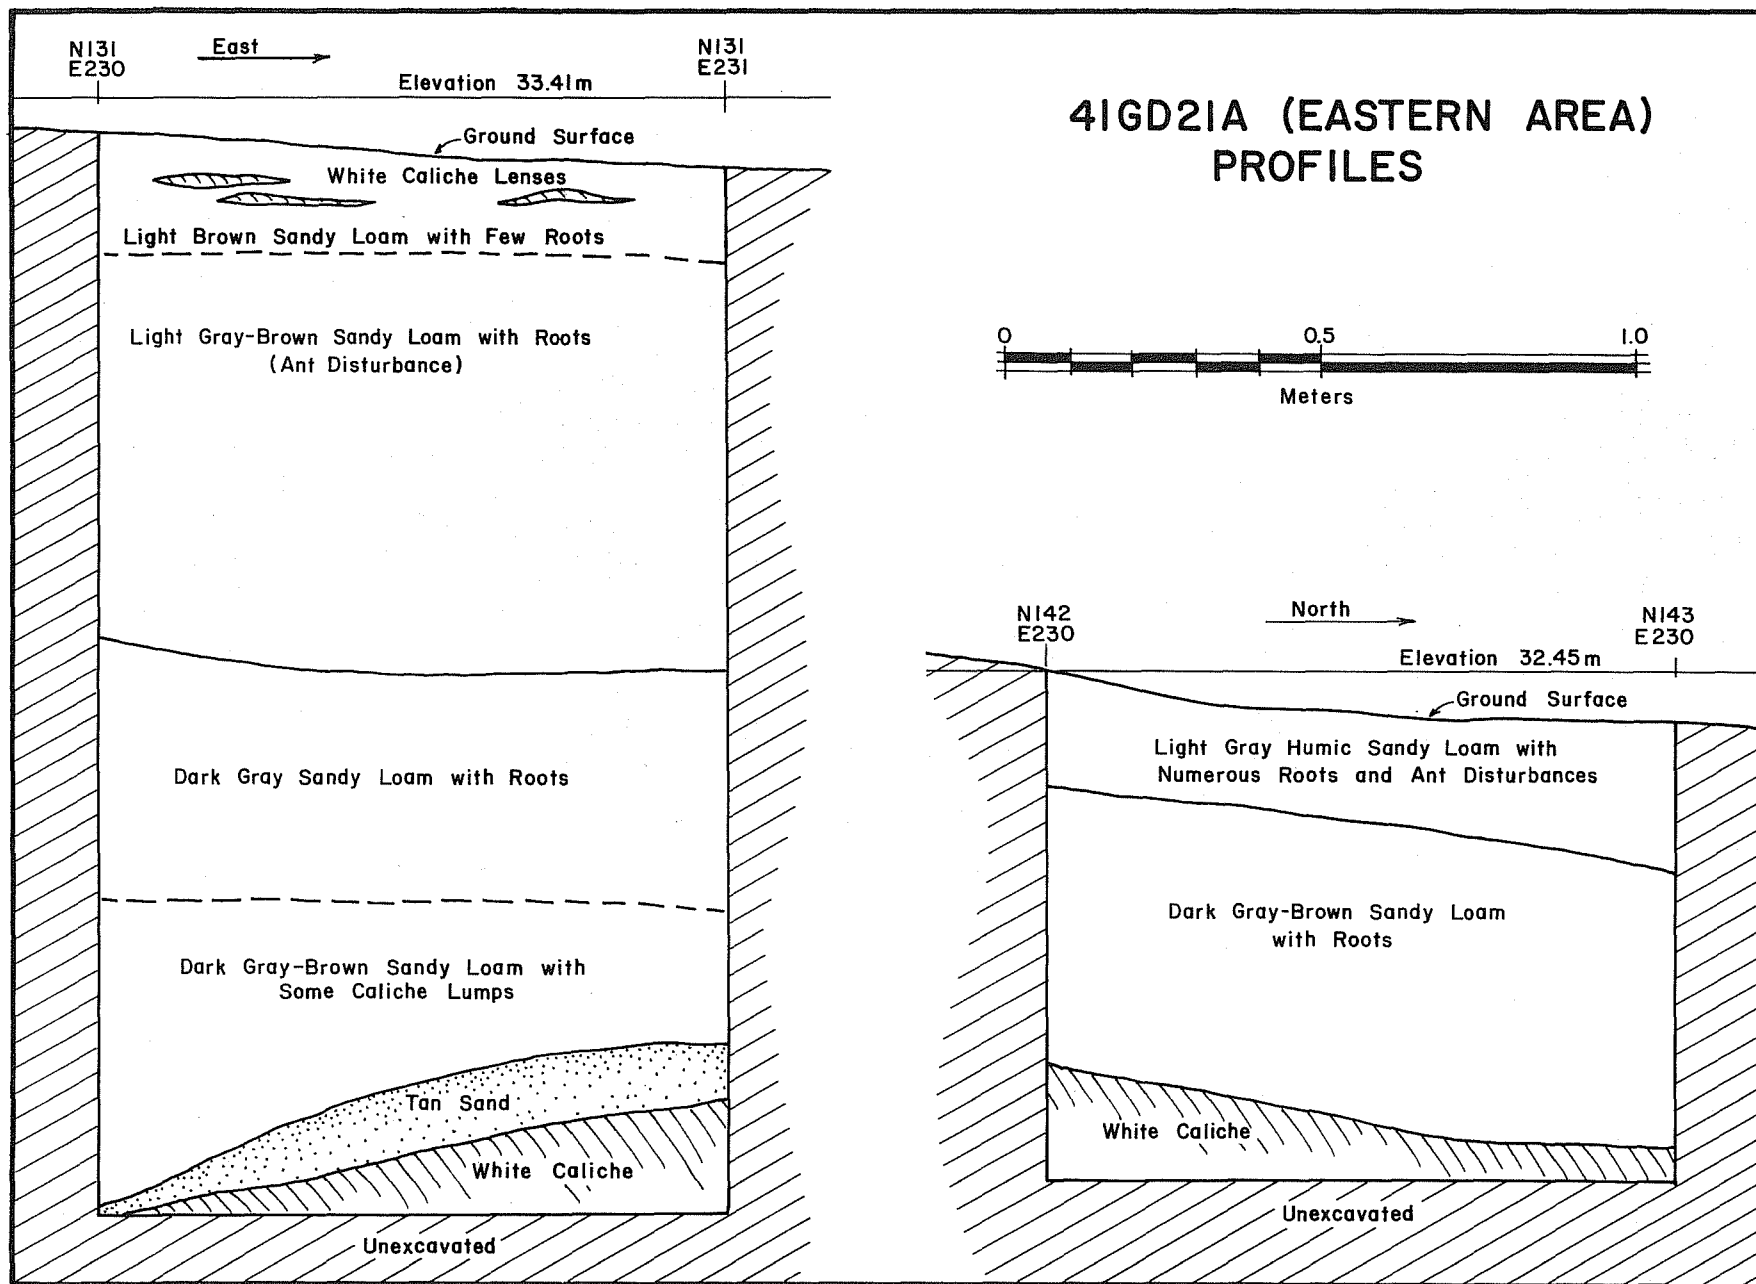 41GD21A (EASTERN AREA)
PROFILES
N131
E230
East
N131
E231
Elevation 33.41m
Ground Surface
White Caliche Lenses
Light Brown Sandy Loam with Few Roots
Light Gray-Brown Sandy Loam with Roots
(Ant Disturbance)
Dark Gray Sandy Loam with Roots
Dark Gray-Brown Sandy Loam with
Some Caliche Lumps
Tan Sand
White Caliche
Unexcavated
0 0.5 1.0
Meters
N142
E230
North
N143
E230
Elevation 32.45m
Ground Surface
Light Gray Humic Sandy Loam with
Numerous Roots and Ant Disturbances
Dark Gray-Brown Sandy Loam
with Roots
White Caliche
Unexcavated